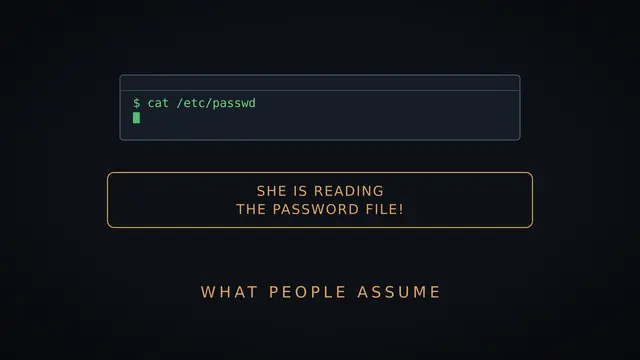 $ cat /etc/passwd
SHE IS READING
THE PASSWORD FILE!
WHAT PEOPLE ASSUME